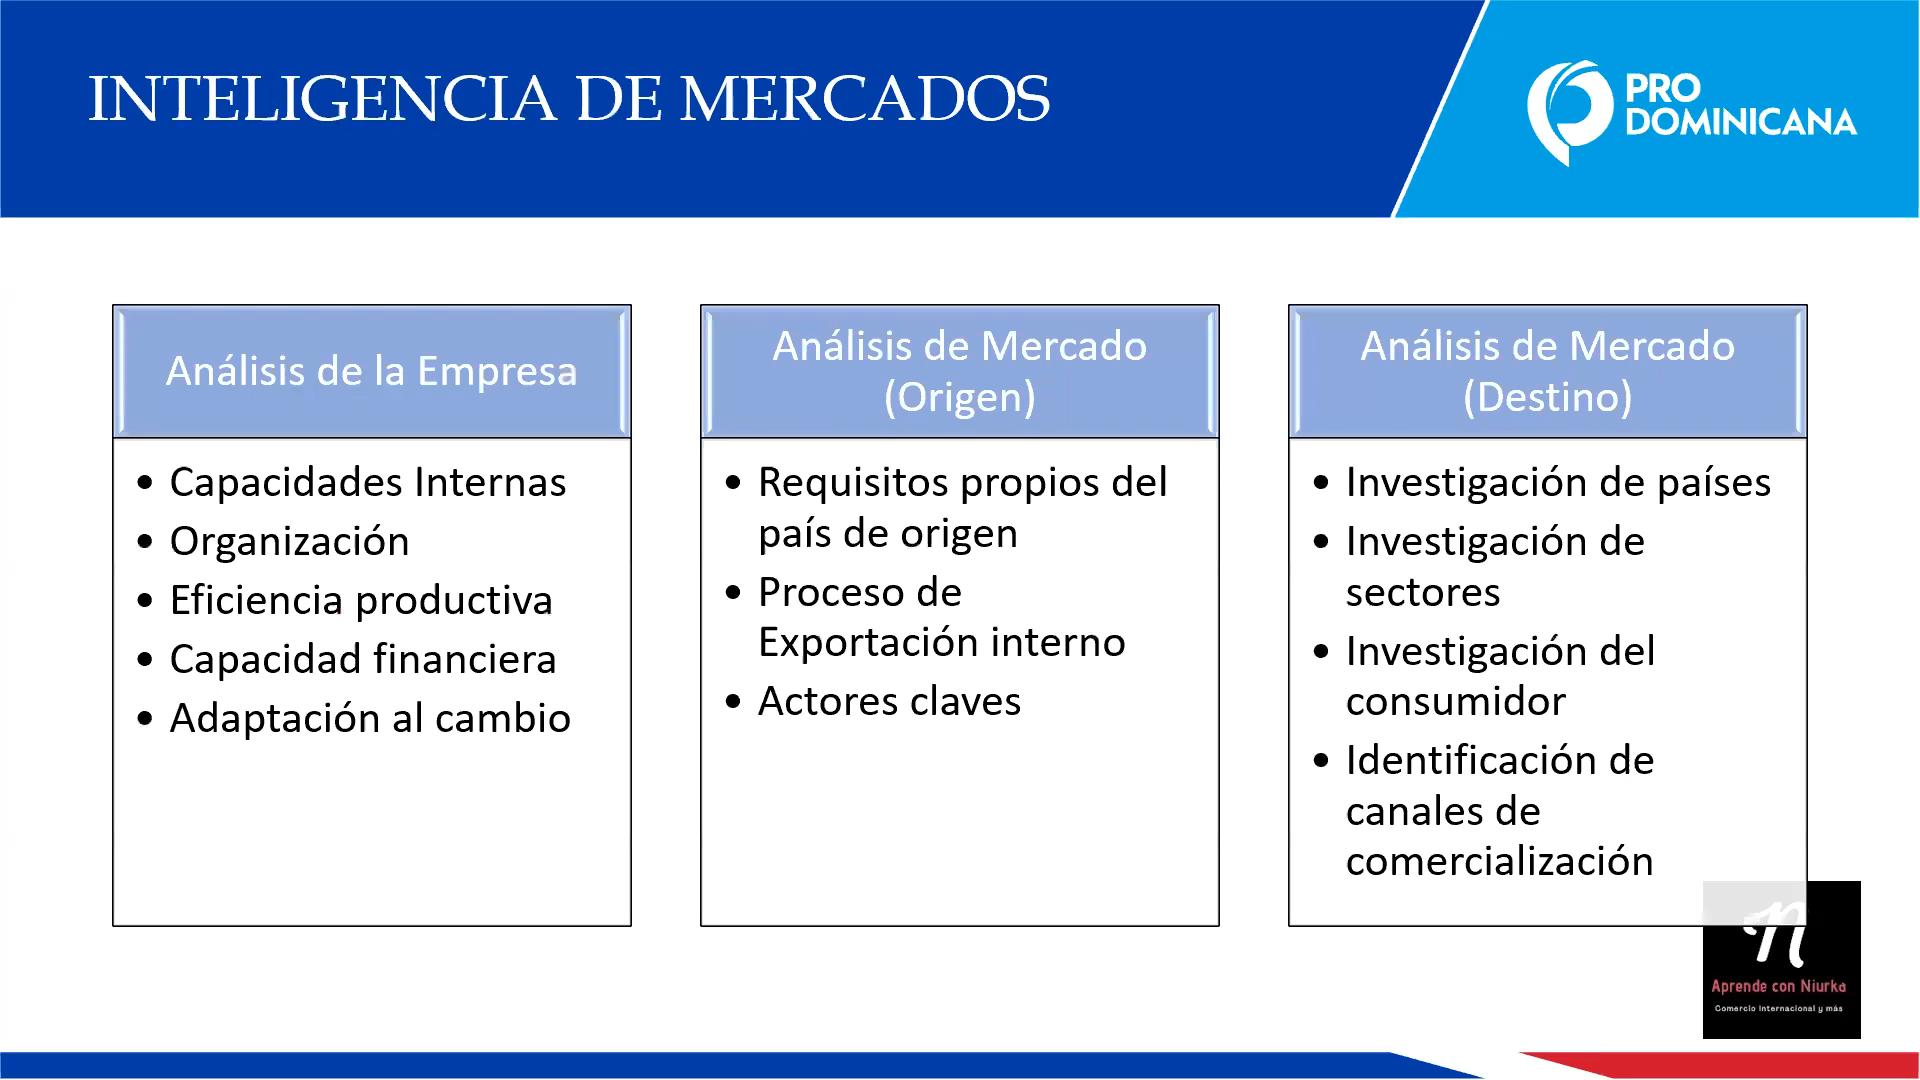 INTELIGENCIA DE MERCADOS
PRO
DOMINICANA
Análisis de la Empresa
• Capacidades Internas
• Organización
• Eficiencia productiva
• Capacidad financiera
• Adaptación al cambio
Análisis de Mercado
(Origen)
• Requisitos propios del
país de origen
• Proceso de
Exportación interno
• Actores claves
Análisis de Mercado
(Destino)
• Investigación de países
• Investigación de
sectores
• Investigación del
consumidor
• Identificación de
canales de
comercialización
n
Aprende con Niurka
Comercio Internacional y más